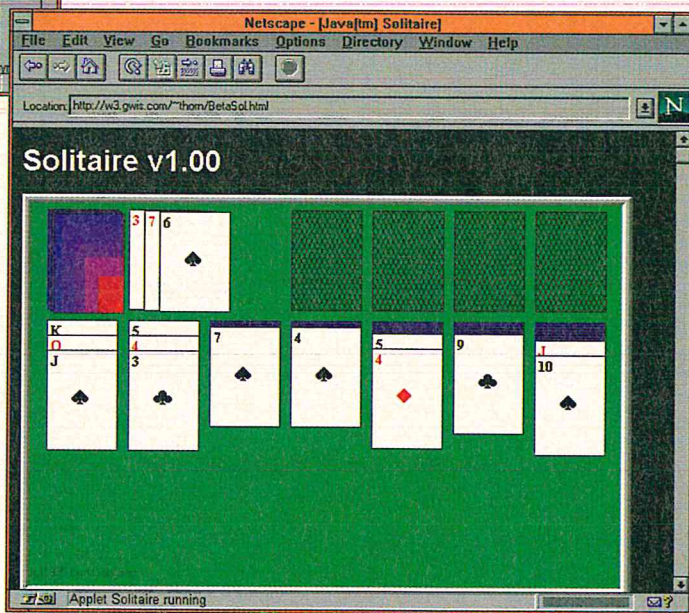 Netscape - [Java[tm] Solitaire]
File Edit View Go Bookmarks Options Directory Window Help
Location: http://w3.gwis.com/~thom/BetaSol.html
N
Solitaire v1.00
3 7 6
K 5 7 4 5 9 J
Q 4 4 10
J 3
Applet Solitaire running